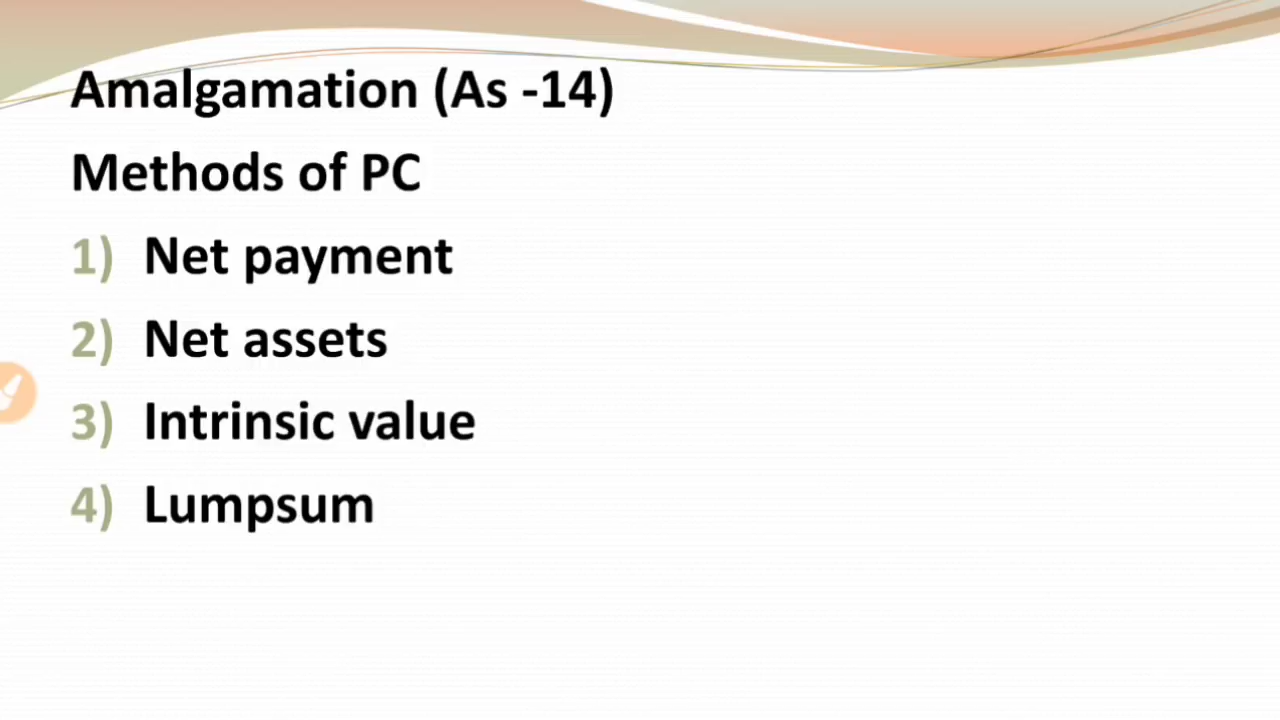 Amalgamation (As -14)
Methods of PC
1) Net payment
2) Net assets
3) Intrinsic value
4) Lumpsum